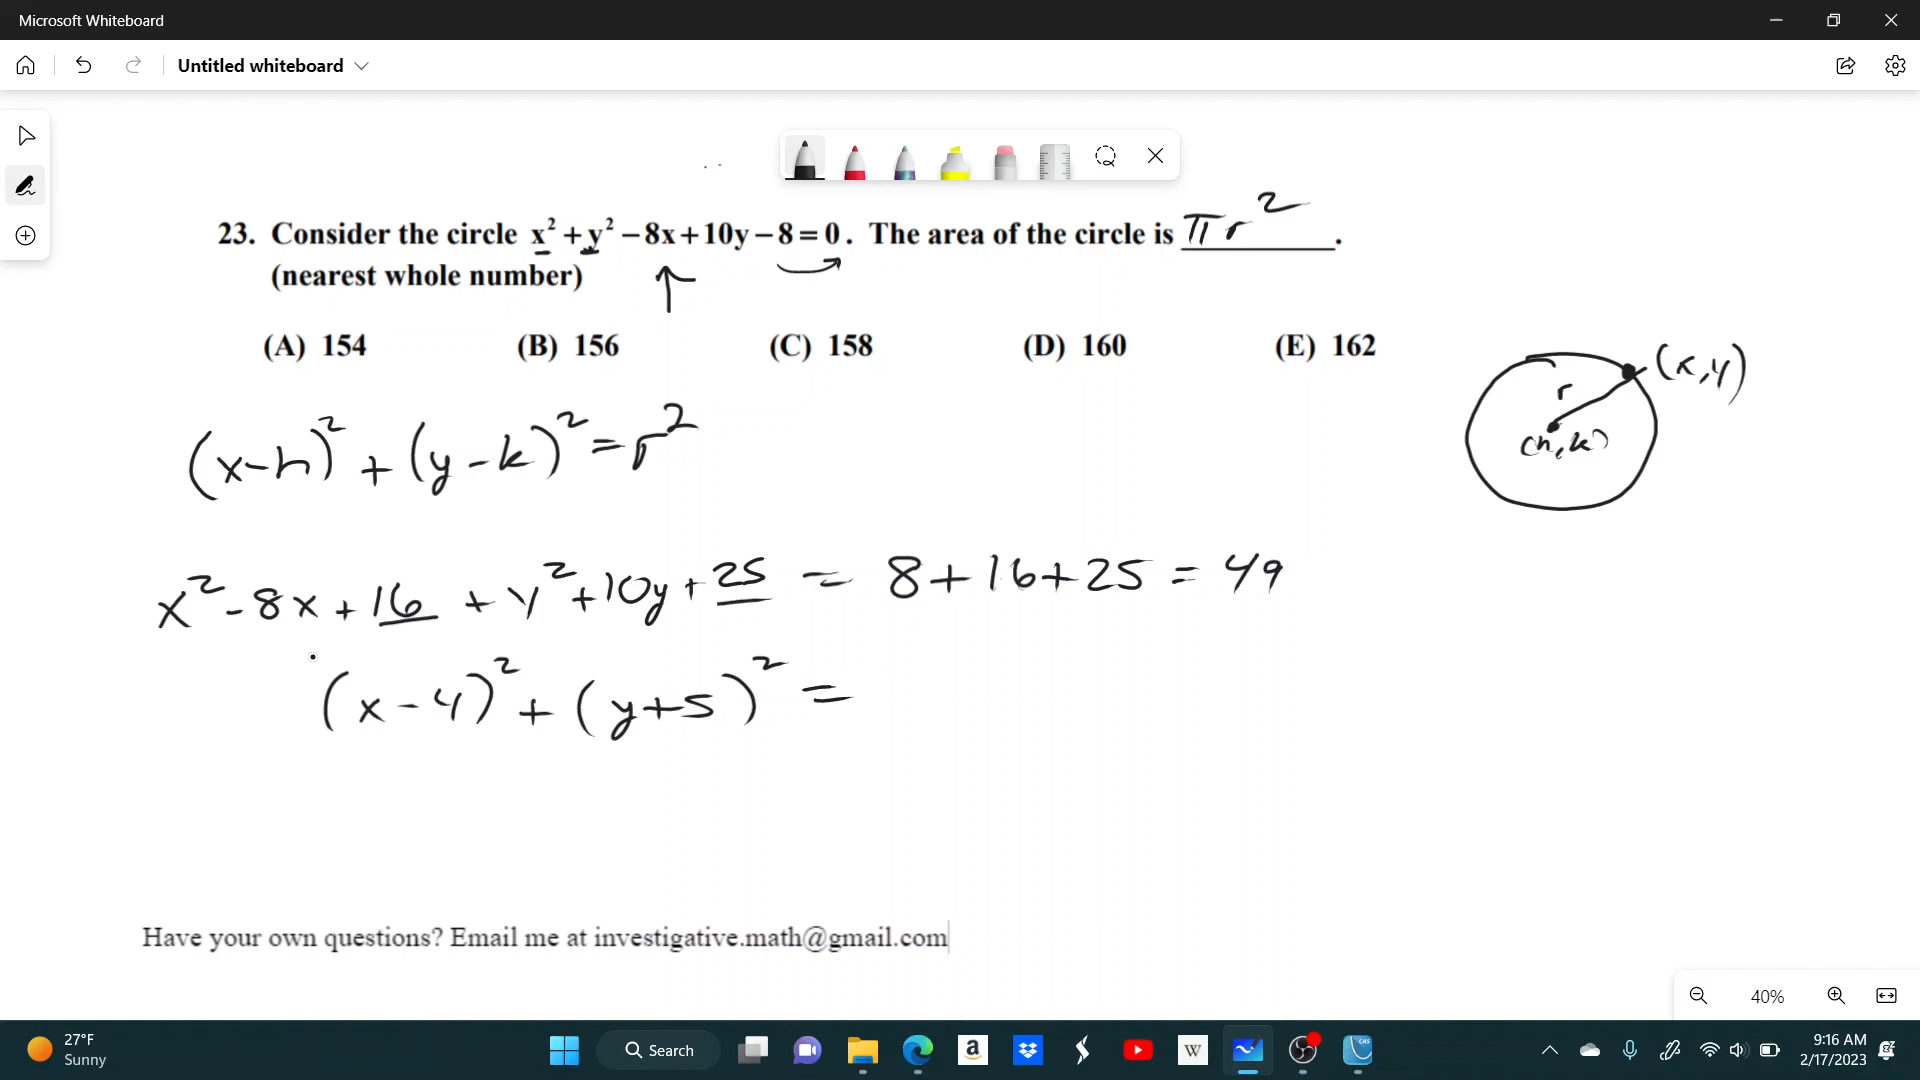 Microsoft Whiteboard
Untitled whiteboard
23. Consider the circle x² + y² − 8x + 10y − 8 = 0. The area of the circle is πr².
(nearest whole number)
(A) 154 (B) 156 (C) 158 (D) 160 (E) 162
(x,y)
r
(h,k)
(x-h)² + (y-k)² = r²
x² - 8x + 16 + y² + 10y + 25 = 8 + 16 + 25 = 49
(x-4)² + (y+5)² =
Have your own questions? Email me at investigative.math@gmail.com
40%
27°F
Sunny
Search
9:16 AM
2/17/2023